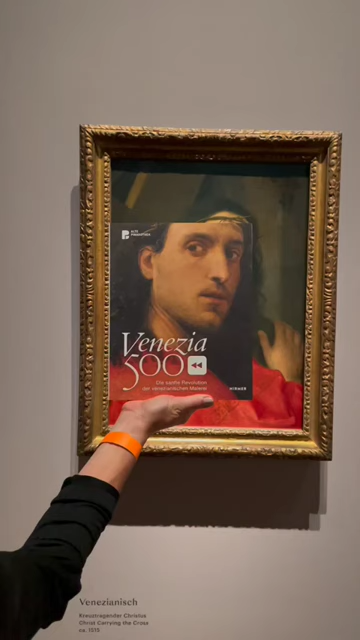 ALTE
PINAKOTHEK
Venezia
500
Die sanfte Revolution
der venezianischen Malerei
HIRMER
Venezianisch
Kreuztragender Christus
Christ Carrying the Cross
ca. 1515